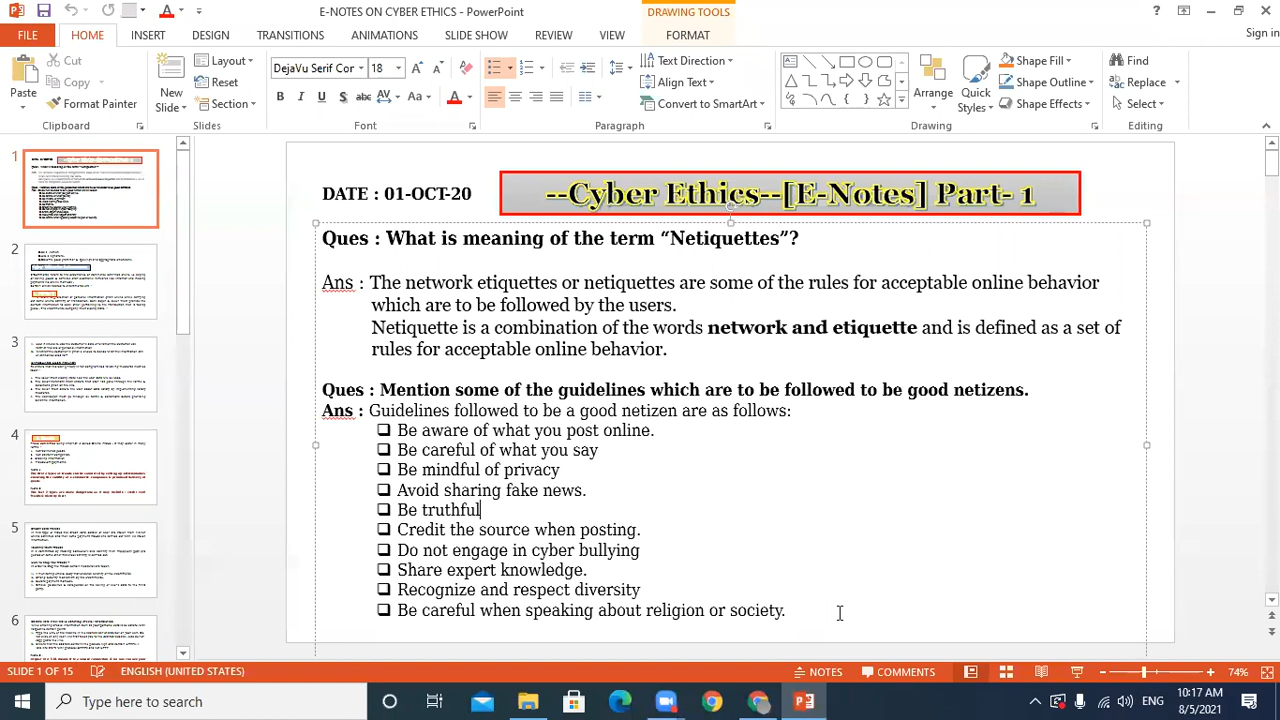 E-NOTES ON CYBER ETHICS - PowerPoint
DRAWING TOOLS
Sign in
FILE HOME INSERT DESIGN TRANSITIONS ANIMATIONS SLIDE SHOW REVIEW VIEW FORMAT
Paste
Cut
Copy
Format Painter
Clipboard
New Slide
Layout
Reset
Section
Slides
DejaVu Serif Cor 18
Font
Text Direction
Align Text
Convert to SmartArt
Paragraph
Arrange
Quick Styles
Shape Fill
Shape Outline
Shape Effects
Drawing
Find
Replace
Select
Editing
1
2
3
4
5
6
DATE : 01-OCT-20
--Cyber Ethics--[E-Notes] Part- 1
Ques : What is meaning of the term “Netiquettes”?
Ans : The network etiquettes or netiquettes are some of the rules for acceptable online behavior
which are to be followed by the users.
Netiquette is a combination of the words network and etiquette and is defined as a set of
rules for acceptable online behavior.
Ques : Mention some of the guidelines which are to be followed to be good netizens.
Ans : Guidelines followed to be a good netizen are as follows:
❑ Be aware of what you post online.
❑ Be careful of what you say
❑ Be mindful of privacy
❑ Avoid sharing fake news.
❑ Be truthful
❑ Credit the source when posting.
❑ Do not engage in cyber bullying
❑ Share expert knowledge.
❑ Recognize and respect diversity
❑ Be careful when speaking about religion or society.
SLIDE 1 OF 15 ENGLISH (UNITED STATES) NOTES COMMENTS 74%
Type here to search
ENG
10:17 AM
8/5/2021